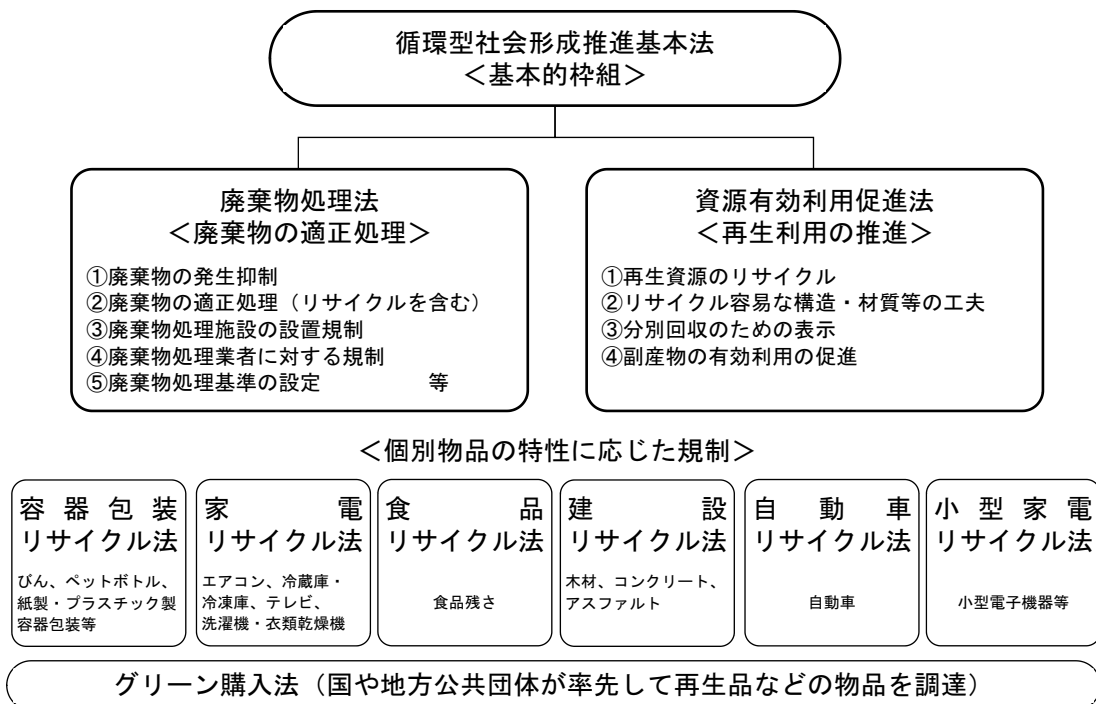 循環型社会形成推進基本法
＜基本的枠組＞
廃棄物処理法
＜廃棄物の適正処理＞
①廃棄物の発生抑制
②廃棄物の適正処理（リサイクルを含む）
③廃棄物処理施設の設置規制
④廃棄物処理業者に対する規制
⑤廃棄物処理基準の設定　　　　　等
資源有効利用促進法
＜再生利用の推進＞
①再生資源のリサイクル
②リサイクル容易な構造・材質等の工夫
③分別回収のための表示
④副産物の有効利用の促進
＜個別物品の特性に応じた規制＞
容器包装
リサイクル法
びん、ペットボトル、
紙製・プラスチック製
容器包装等
家電
リサイクル法
エアコン、冷蔵庫・
冷凍庫、テレビ、
洗濯機・衣類乾燥機
食品
リサイクル法
食品残さ
建設
リサイクル法
木材、コンクリート、
アスファルト
自動車
リサイクル法
自動車
小型家電
リサイクル法
小型電子機器等
グリーン購入法（国や地方公共団体が率先して再生品などの物品を調達）